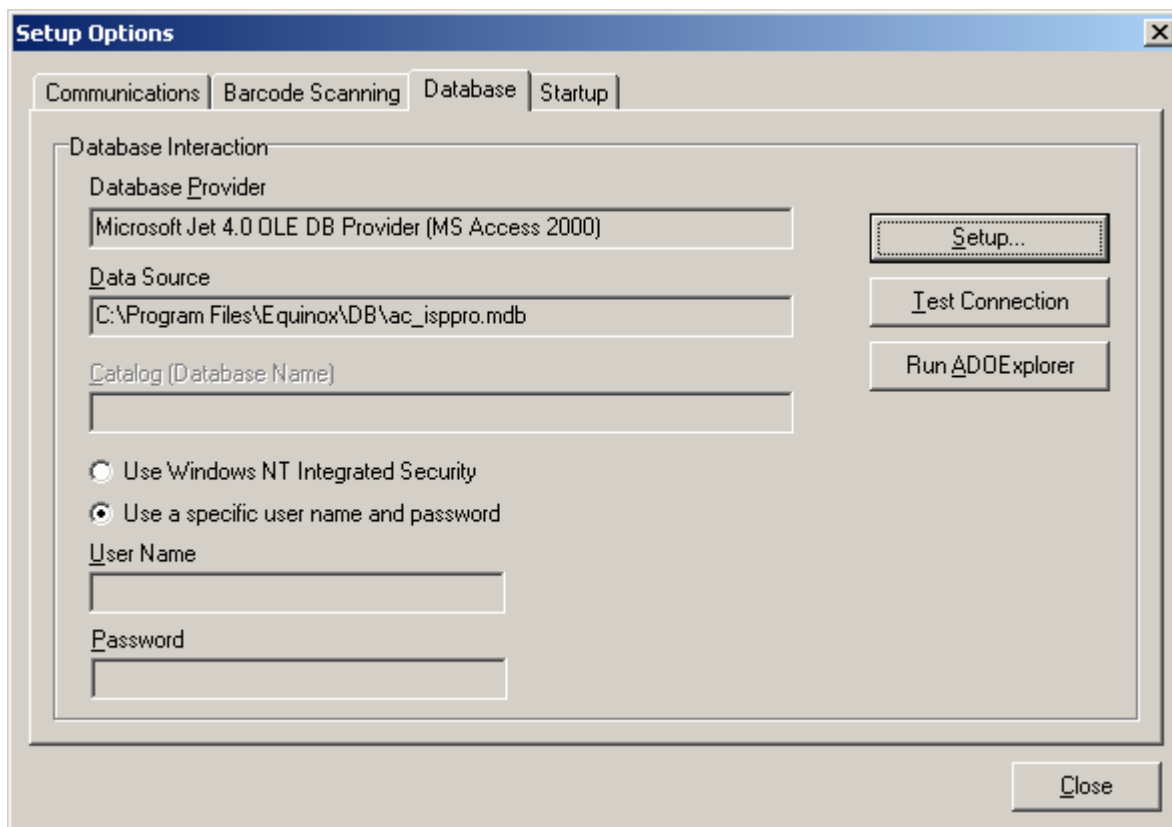 Setup Options
Communications
Barcode Scanning
Database
Startup
Database Interaction
Database Provider
Microsoft Jet 4.0 OLE DB Provider (MS Access 2000)
Setup...
Data Source
C:\Program Files\Equinox\DB\ac_isppro.mdb
Test Connection
Catalog (Database Name)
Run ADOExplorer
Use Windows NT Integrated Security
Use a specific user name and password
User Name
Password
Close